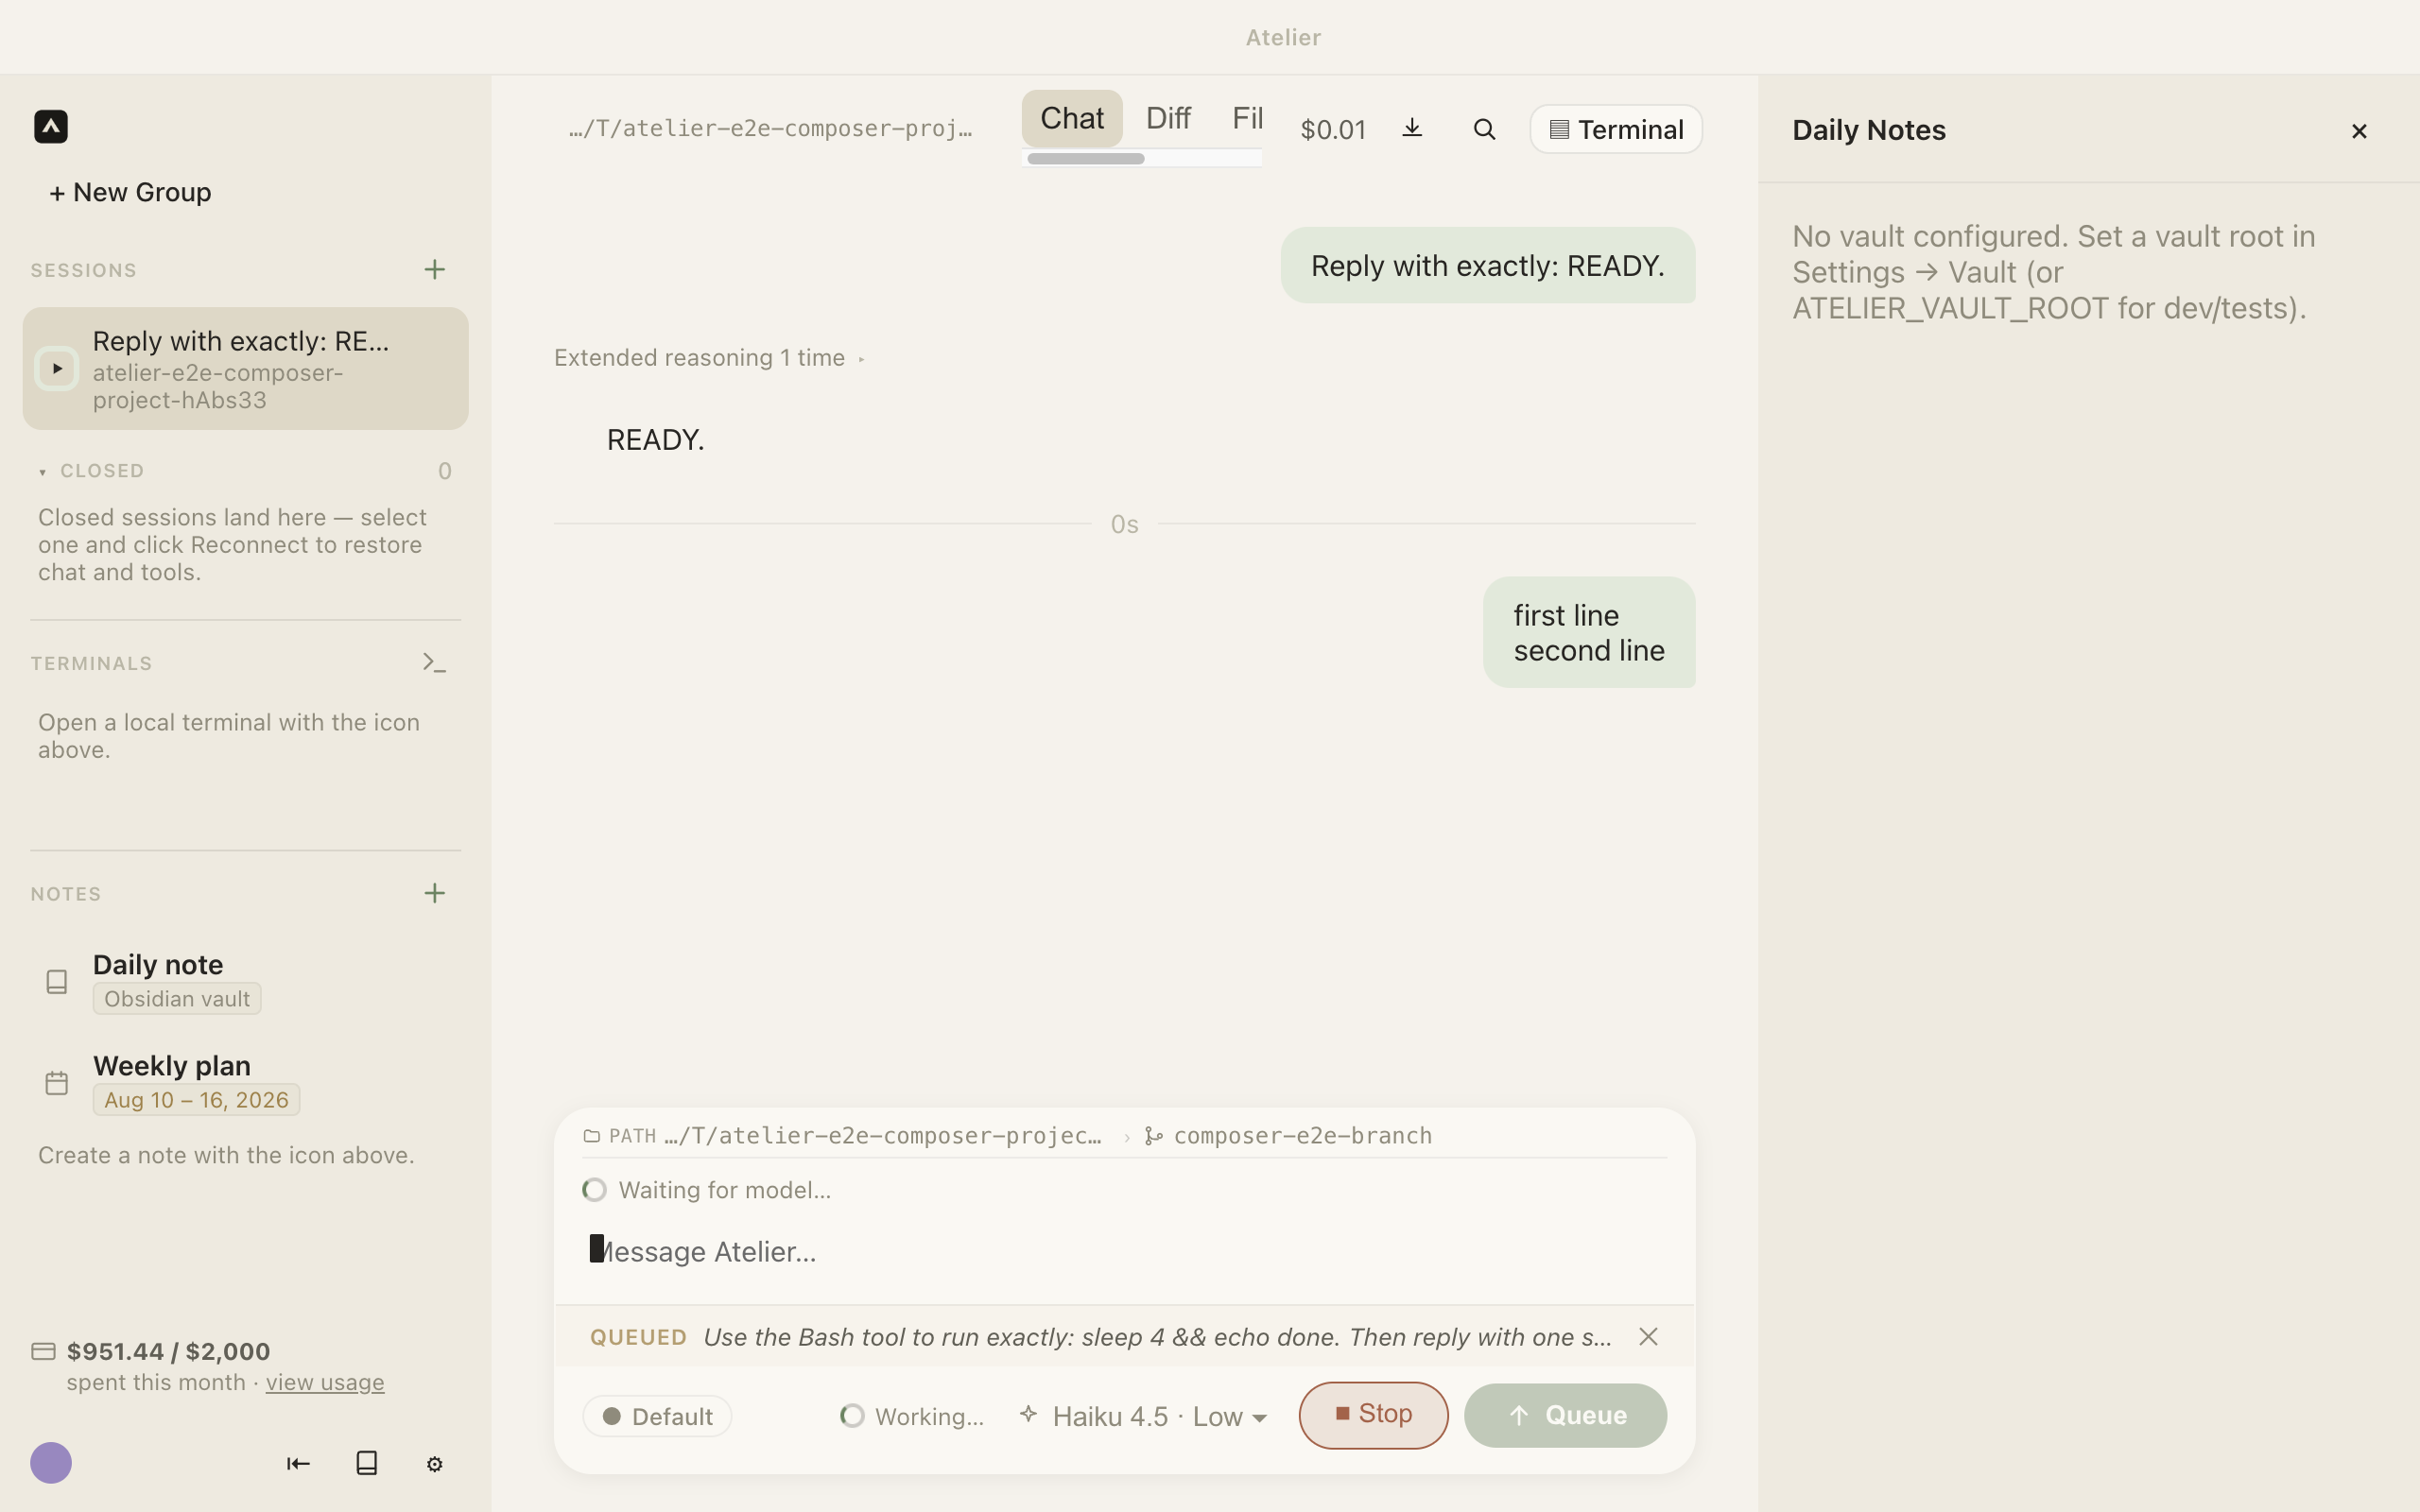 Atelier
+ New Group
SESSIONS
Reply with exactly: RE...
atelier-e2e-composer-
project-hAbs33
CLOSED 0
Closed sessions land here — select
one and click Reconnect to restore
chat and tools.
TERMINALS
Open a local terminal with the icon
above.
NOTES
Daily note
Obsidian vault
Weekly plan
Aug 10 – 16, 2026
Create a note with the icon above.
$951.44 / $2,000
spent this month · view usage
…/T/atelier-e2e-composer-proj…
Chat Diff Fil
$0.01
Terminal
Reply with exactly: READY.
Extended reasoning 1 time
READY.
0s
first line
second line
PATH …/T/atelier-e2e-composer-projec… › composer-e2e-branch
Waiting for model…
Message Atelier…
QUEUED Use the Bash tool to run exactly: sleep 4 && echo done. Then reply with one s...
Default
Working…
Haiku 4.5 · Low
Stop
Queue
Daily Notes
No vault configured. Set a vault root in
Settings → Vault (or
ATELIER_VAULT_ROOT for dev/tests).